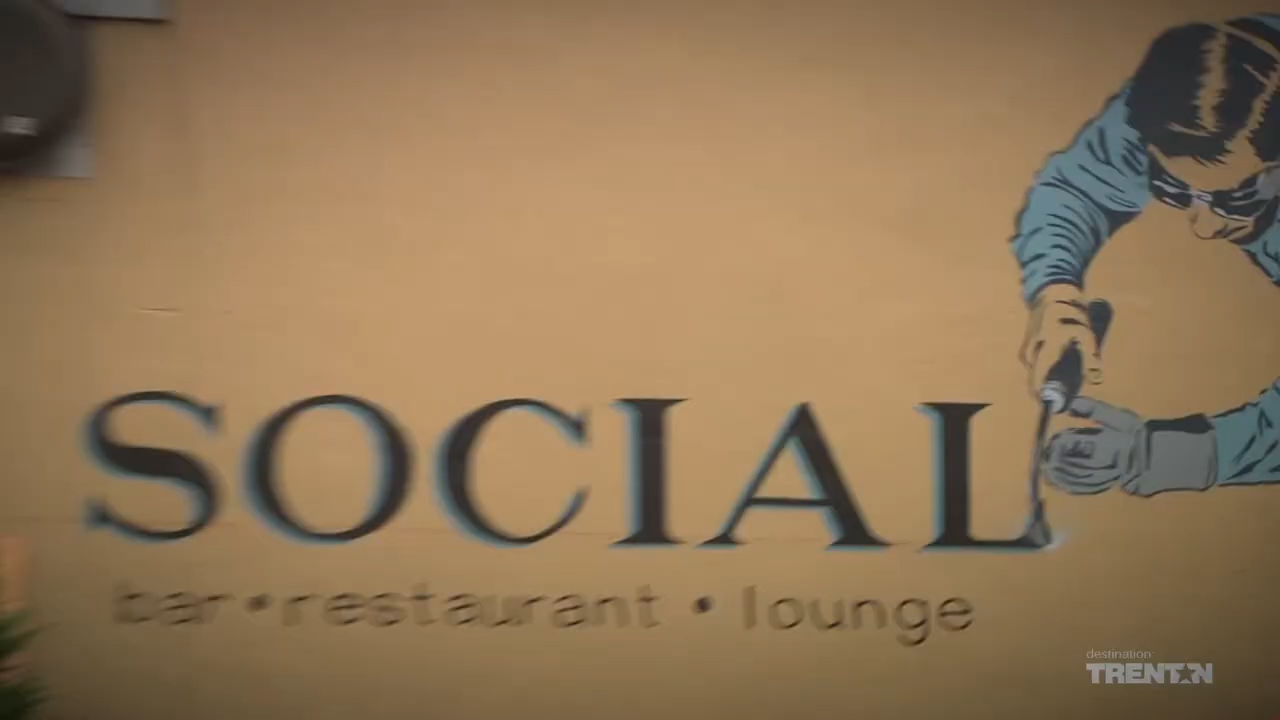 SOCIAL
bar • restaurant • lounge
destination:
TRENTON